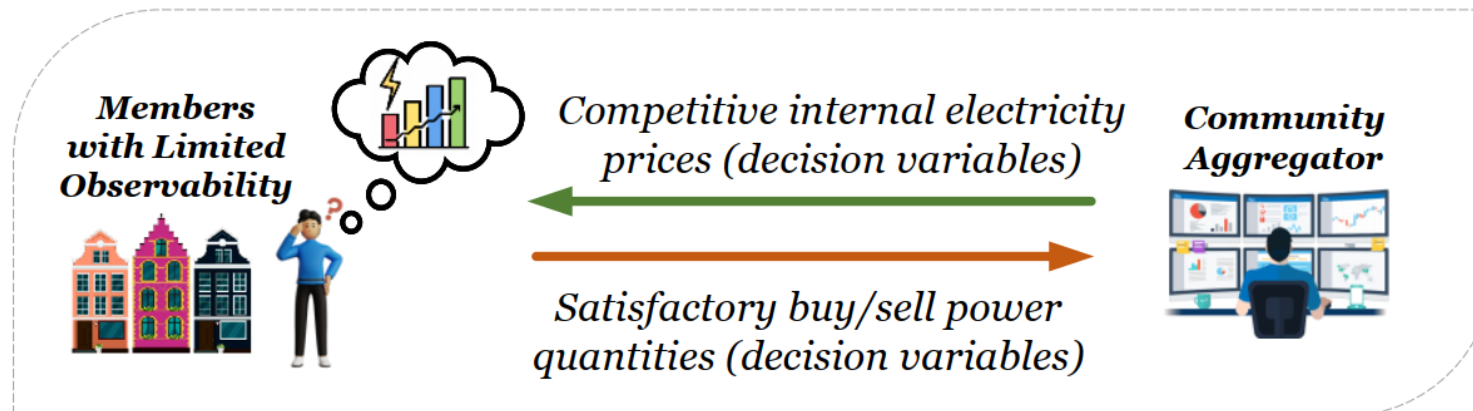 Members
with Limited
Observability
?
Competitive internal electricity
prices (decision variables)
Community
Aggregator
Satisfactory buy/sell power
quantities (decision variables)